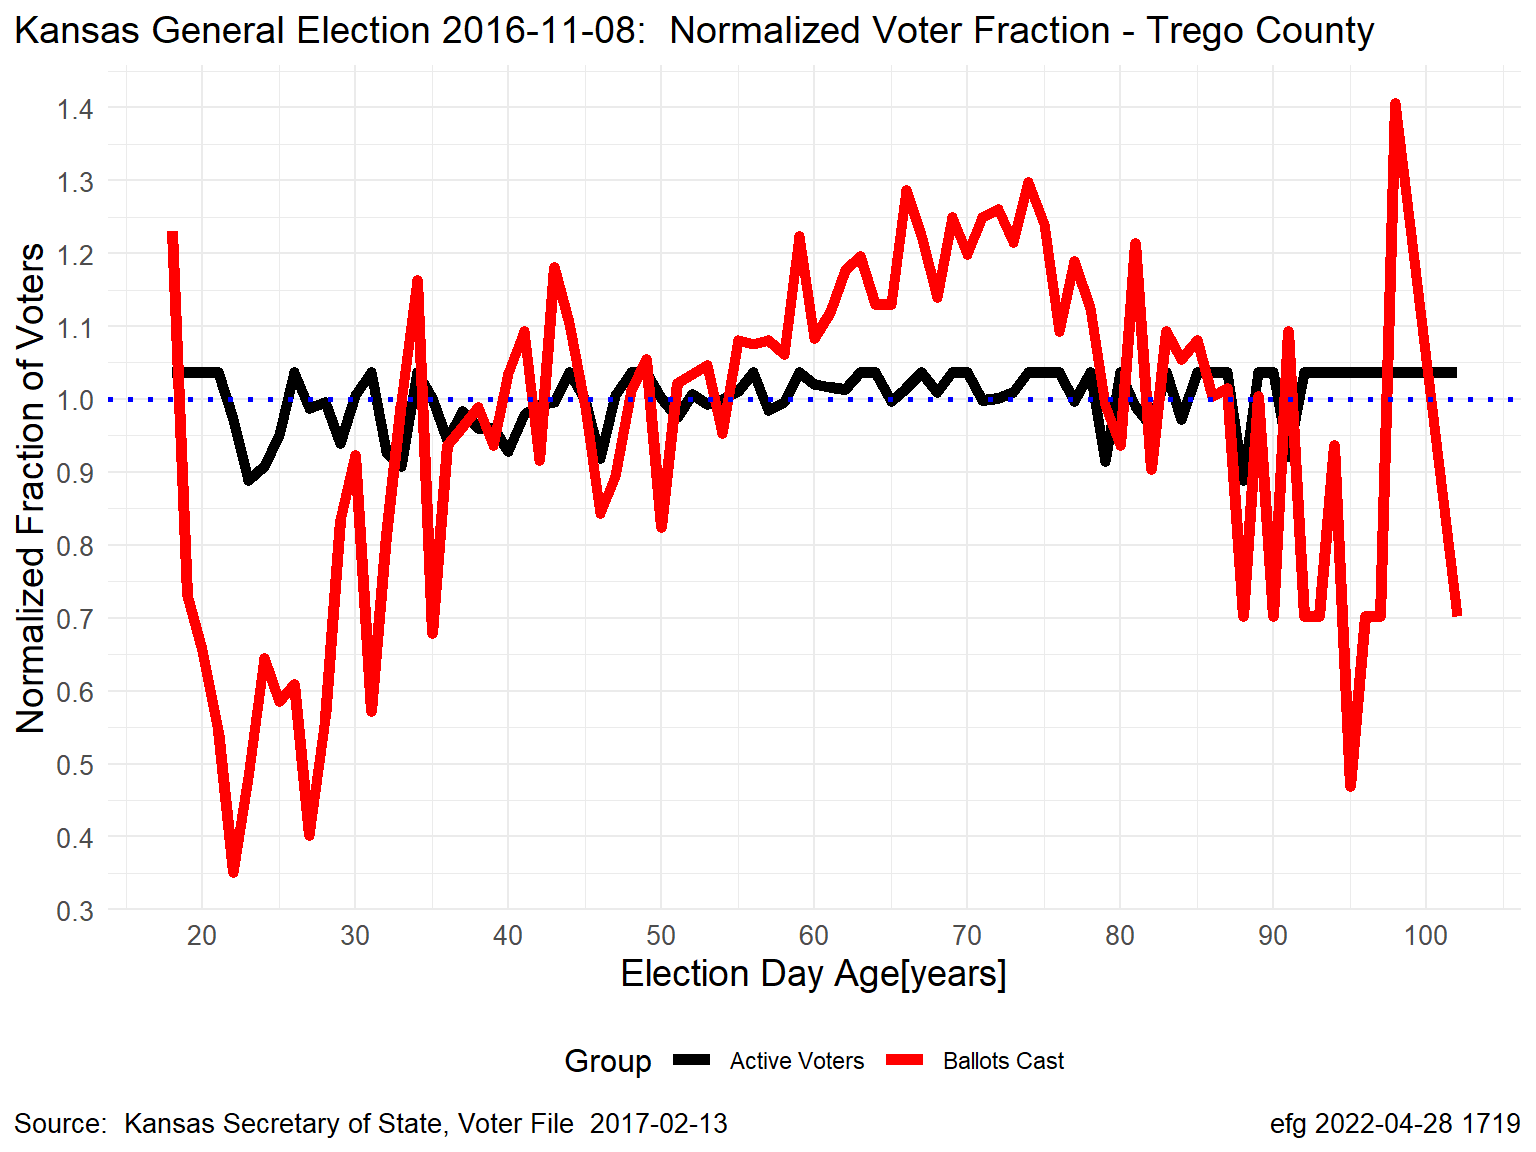 Kansas General Election 2016-11-08:  Normalized Voter Fraction - Trego County
Normalized Fraction of Voters
1.4
1.3
1.2
1.1
1.0
0.9
0.8
0.7
0.6
0.5
0.4
0.3
20 30 40 50 60 70 80 90 100
Election Day Age[years]
Group Active Voters Ballots Cast
Source:  Kansas Secretary of State, Voter File  2017-02-13
efg 2022-04-28 1719